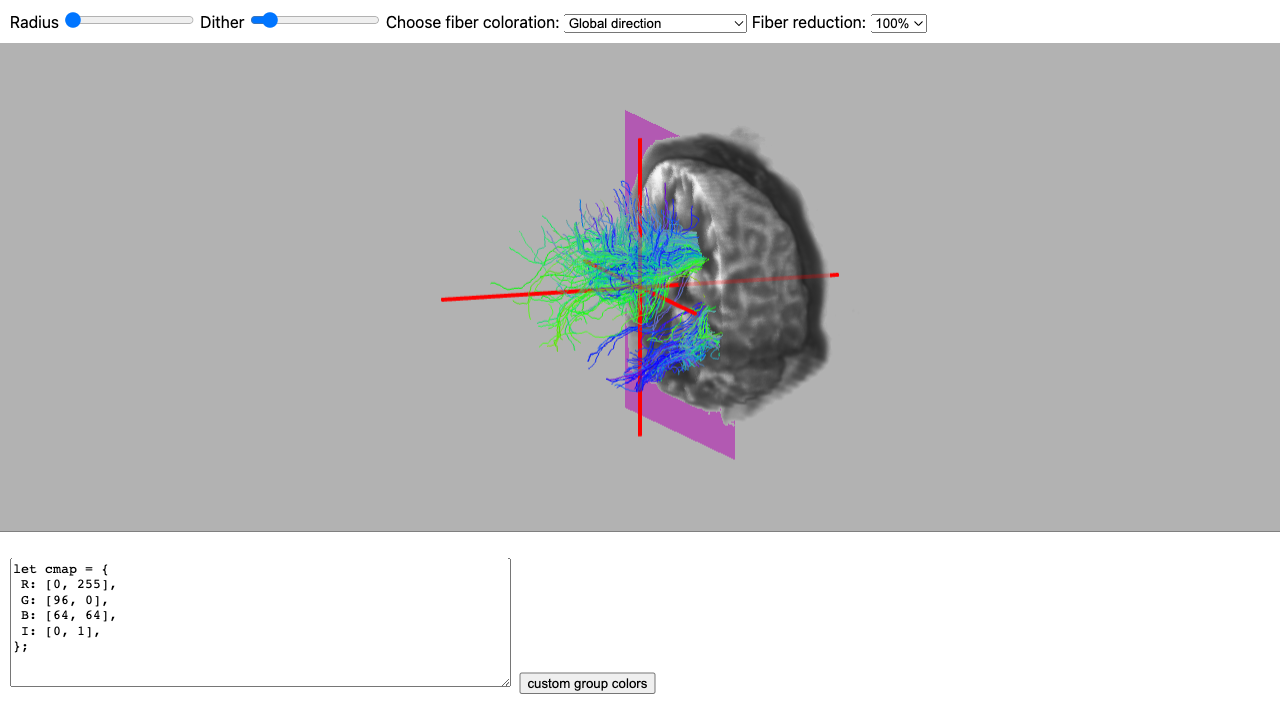 Radius Dither Choose fiber coloration: Global direction Fiber reduction: 100%
let cmap = {
 R: [0, 255],
 G: [96, 0],
 B: [64, 64],
 I: [0, 1],
};
custom group colors